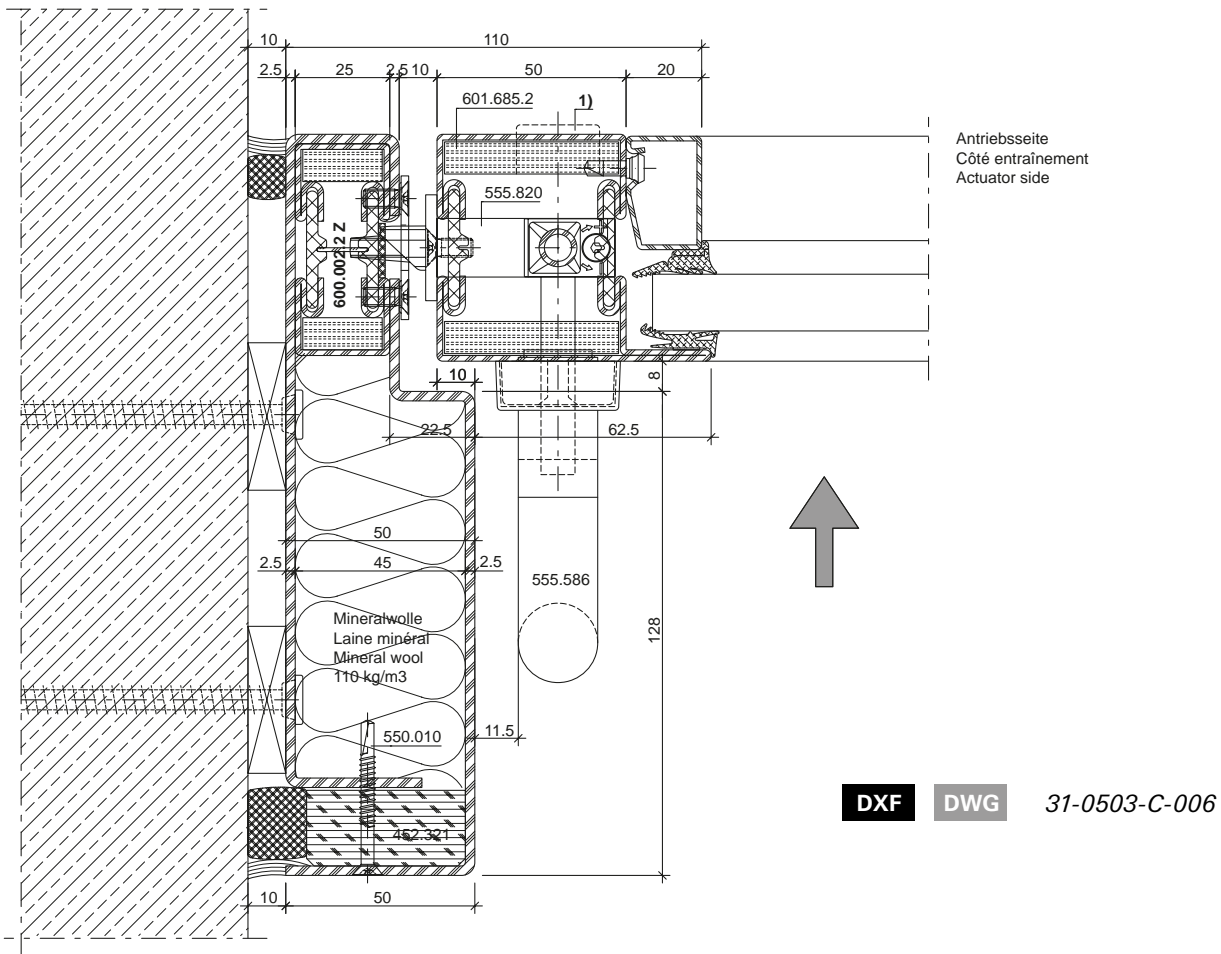 10
110
2.5
25
2.5
10
50
20
601.685.2
1)
555.820
600.002.2 Z
Antriebsseite
Côté entraînement
Actuator side
10
8
22.5
62.5
50
2.5
45
2.5
555.586
Mineralwolle
Laine minéral
Mineral wool
110 kg/m3
128
11.5
550.010
452.321
DXF DWG 31-0503-C-006
10
50